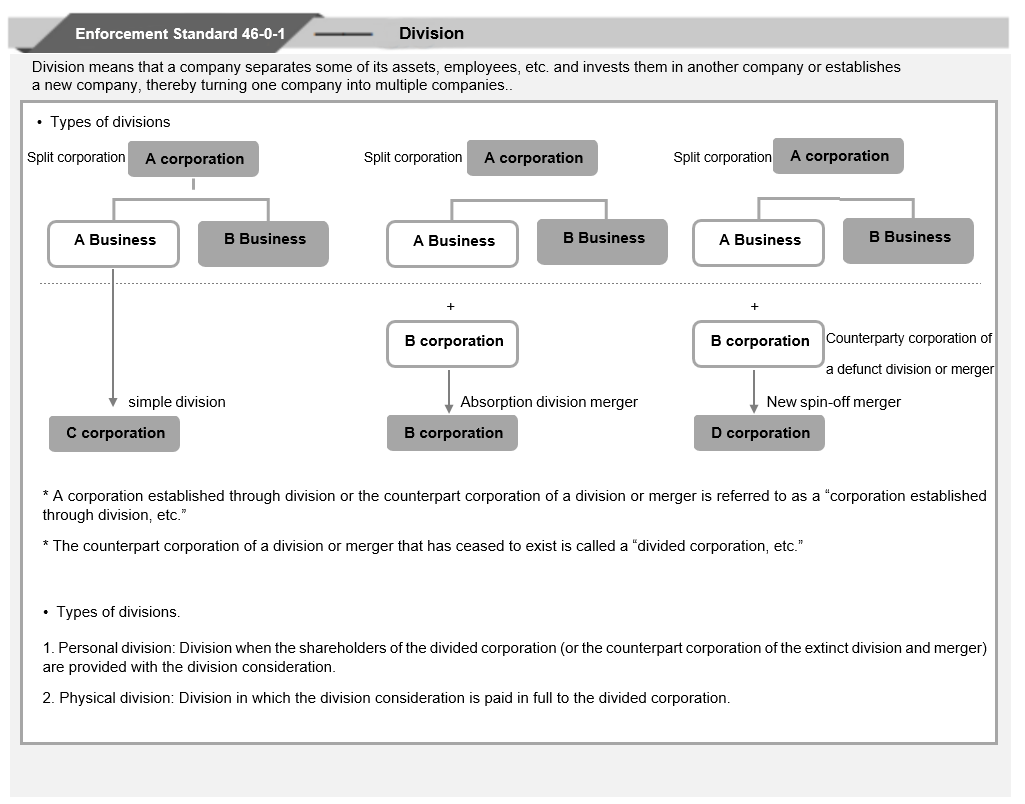 Enforcement Standard 46-0-1
Division
Division means that a company separates some of its assets, employees, etc. and invests them in another company or establishes
a new company, thereby turning one company into multiple companies..
• Types of divisions
Split corporation
A corporation
A Business
B Business
simple division
C corporation
Split corporation
A corporation
A Business
B Business
+
B corporation
Absorption division merger
B corporation
Split corporation
A corporation
A Business
B Business
+
B corporation
Counterparty corporation of
a defunct division or merger
New spin-off merger
D corporation
* A corporation established through division or the counterpart corporation of a division or merger is referred to as a “corporation established
through division, etc.”
* The counterpart corporation of a division or merger that has ceased to exist is called a “divided corporation, etc.”
• Types of divisions.
1. Personal division: Division when the shareholders of the divided corporation (or the counterpart corporation of the extinct division and merger)
are provided with the division consideration.
2. Physical division: Division in which the division consideration is paid in full to the divided corporation.